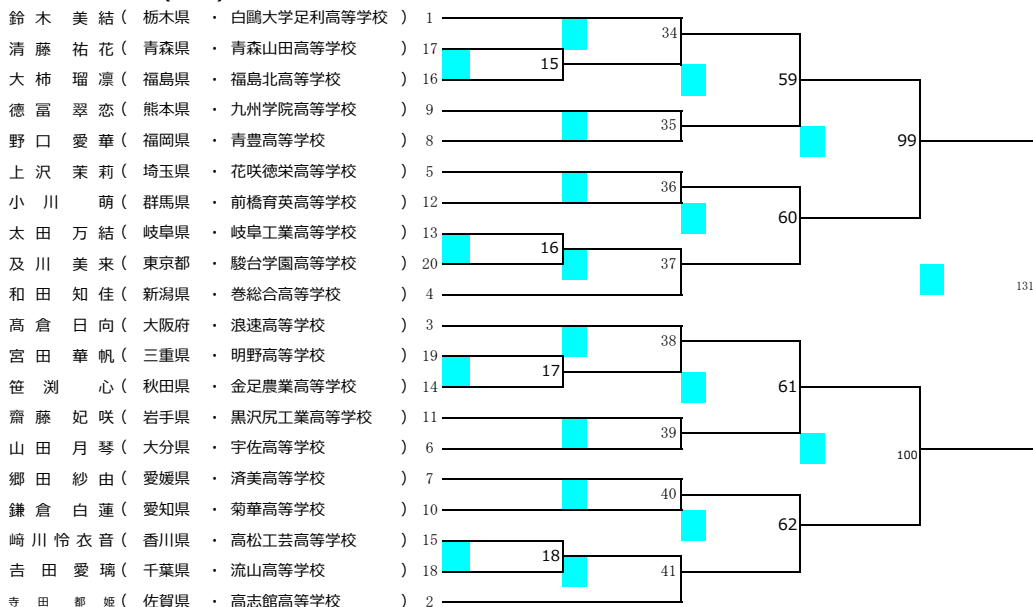 鈴木 美結( 栃木県 ・ 白鷗大学足利高等学校 ) 1
34
清藤 祐花( 青森県 ・ 青森山田高等学校 ) 17
15
59
大柿 瑠凛( 福島県 ・ 福島北高等学校 ) 16
德冨 翠恋( 熊本県 ・ 九州学院高等学校 ) 9
35
野口 愛華( 福岡県 ・ 青豊高等学校 ) 8
99
上沢 茉莉( 埼玉県 ・ 花咲徳栄高等学校 ) 5
36
小川 萌( 群馬県 ・ 前橋育英高等学校 ) 12
60
太田 万結( 岐阜県 ・ 岐阜工業高等学校 ) 13
16
及川 美来( 東京都 ・ 駿台学園高等学校 ) 20
37
131
和田 知佳( 新潟県 ・ 巻総合高等学校 ) 4
髙倉 日向( 大阪府 ・ 浪速高等学校 ) 3
38
宮田 華帆( 三重県 ・ 明野高等学校 ) 19
17
61
笹渕 心( 秋田県 ・ 金足農業高等学校 ) 14
齋藤 妃咲( 岩手県 ・ 黒沢尻工業高等学校 ) 11
39
山田 月琴( 大分県 ・ 宇佐高等学校 ) 6
100
郷田 紗由( 愛媛県 ・ 済美高等学校 ) 7
40
鎌倉 白蓮( 愛知県 ・ 菊華高等学校 ) 10
62
﨑川怜衣音( 香川県 ・ 高松工芸高等学校 ) 15
18
𠮷田 愛璃( 千葉県 ・ 流山高等学校 ) 18
41
寺田 都姫( 佐賀県 ・ 高志館高等学校 ) 2